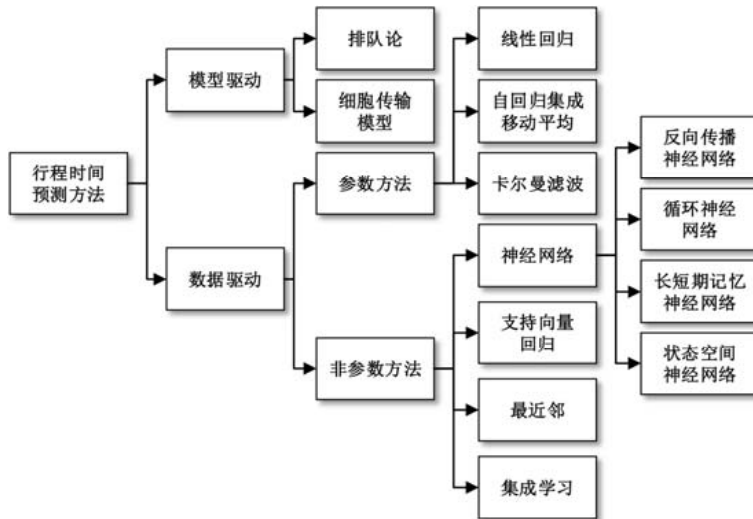 行程时间
预测方法
模型驱动
数据驱动
排队论
细胞传输
模型
参数方法
非参数方法
线性回归
自回归集成
移动平均
卡尔曼滤波
神经网络
支持向量
回归
最近邻
集成学习
反向传播
神经网络
循环神经
网络
长短期记忆
神经网络
状态空间
神经网络